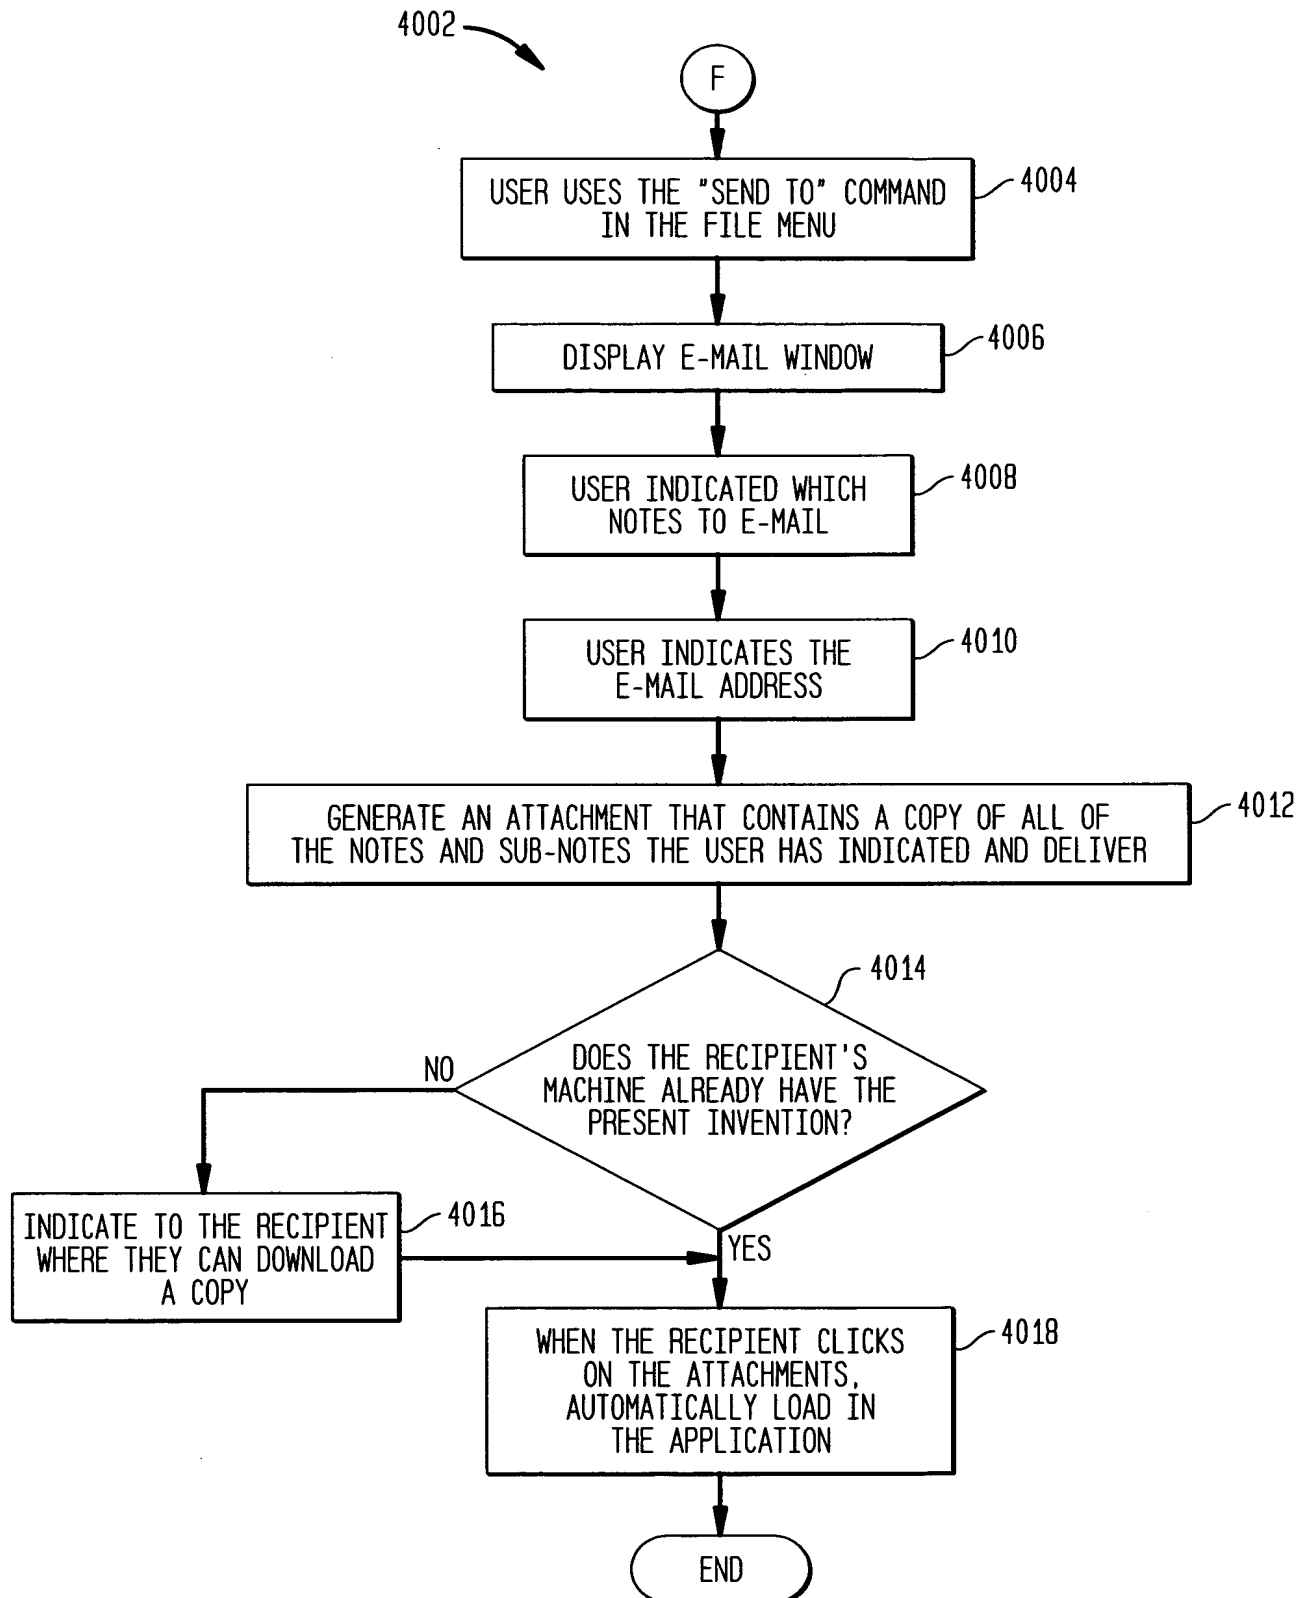 4002
F
USER USES THE "SEND TO" COMMAND
IN THE FILE MENU
4004
DISPLAY E-MAIL WINDOW
4006
USER INDICATED WHICH
NOTES TO E-MAIL
4008
USER INDICATES THE
E-MAIL ADDRESS
4010
GENERATE AN ATTACHMENT THAT CONTAINS A COPY OF ALL OF
THE NOTES AND SUB-NOTES THE USER HAS INDICATED AND DELIVER
4012
4014
DOES THE RECIPIENT'S
MACHINE ALREADY HAVE THE
PRESENT INVENTION?
NO
INDICATE TO THE RECIPIENT
WHERE THEY CAN DOWNLOAD
A COPY
4016
YES
WHEN THE RECIPIENT CLICKS
ON THE ATTACHMENTS,
AUTOMATICALLY LOAD IN
THE APPLICATION
4018
END